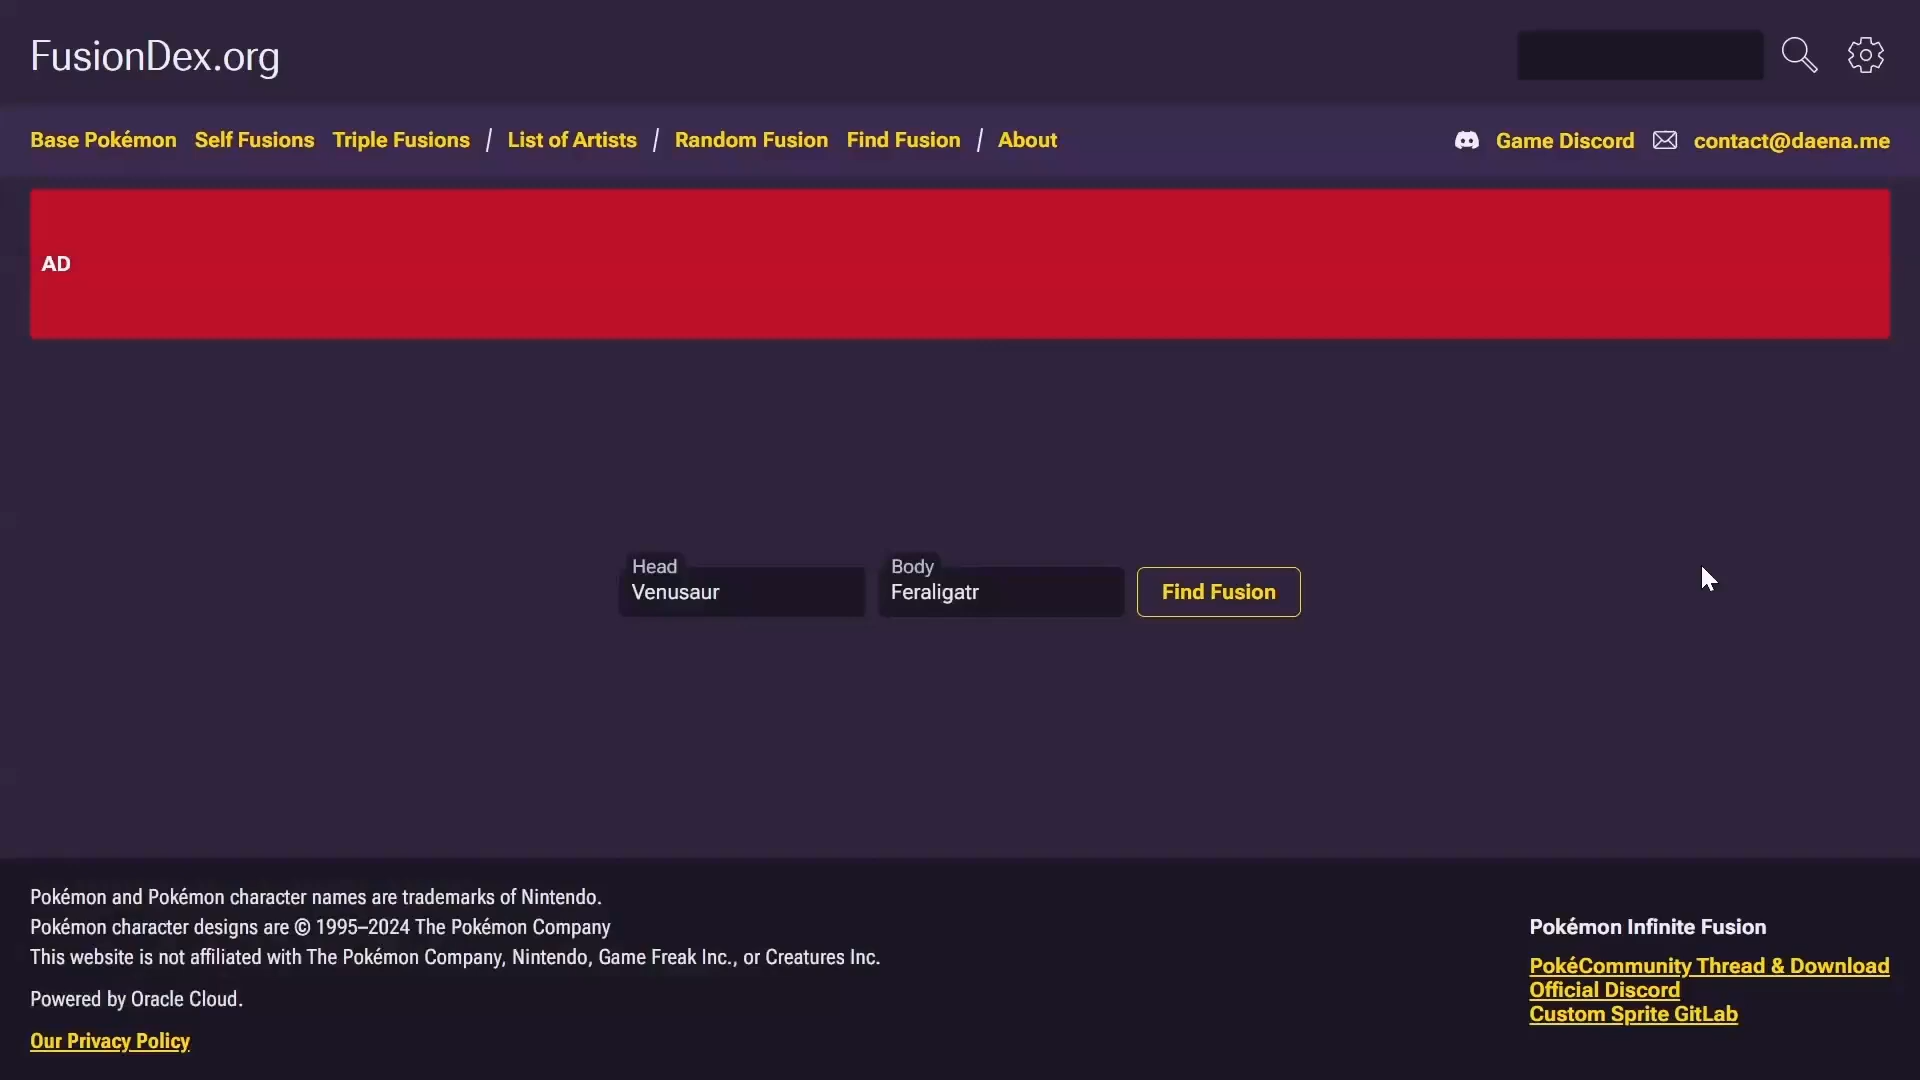 FusionDex.org
Base Pokémon Self Fusions Triple Fusions / List of Artists / Random Fusion Find Fusion / About Game Discord contact@daena.me
AD
Head Body
Venusaur Feraligatr Find Fusion
Pokémon and Pokémon character names are trademarks of Nintendo.
Pokémon character designs are © 1995–2024 The Pokémon Company
This website is not affiliated with The Pokémon Company, Nintendo, Game Freak Inc., or Creatures Inc.
Powered by Oracle Cloud.
Our Privacy Policy
Pokémon Infinite Fusion
PokéCommunity Thread & Download
Official Discord
Custom Sprite GitLab